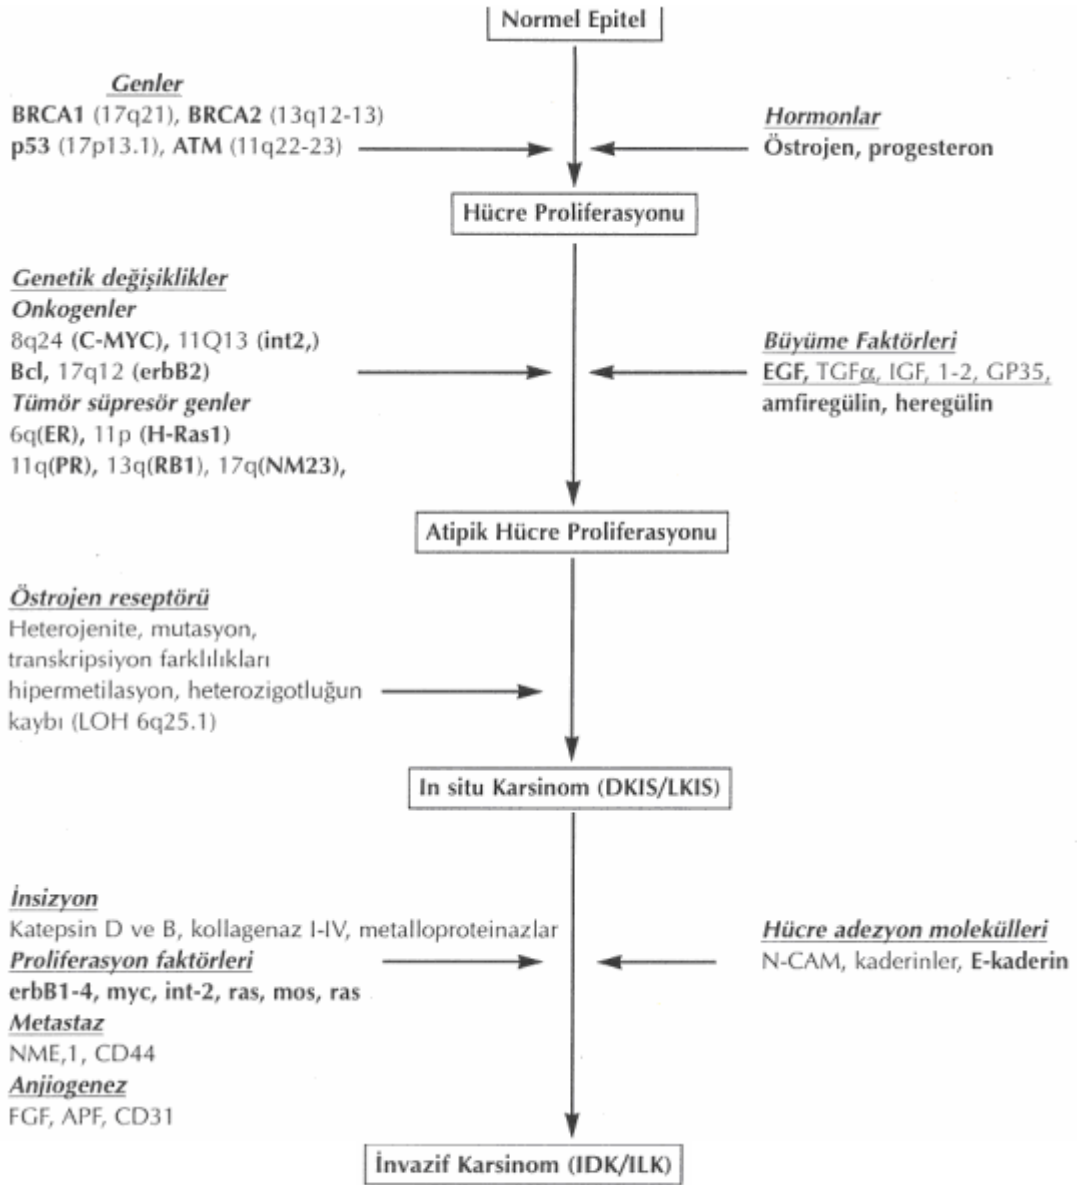 Normel Epitel
Genler
BRCA1 (17q21), BRCA2 (13q12-13)
p53 (17p13.1), ATM (11q22-23)
Hormonlar
Östrojen, progesteron
Hücre Proliferasyonu
Genetik değişiklikler
Onkogenler
8q24 (C-MYC), 11Q13 (int2,)
Bcl, 17q12 (erbB2)
Tümör süpresör genler
6q(ER), 11p (H-Ras1)
11q(PR), 13q(RB1), 17q(NM23),
Büyüme Faktörleri
EGF, TGFα, IGF, 1-2, GP35,
amfiregülin, heregülin
Atipik Hücre Proliferasyonu
Östrojen reseptörü
Heterojenite, mutasyon,
transkripsiyon farklılıkları
hipermetilasyon, heterozigotluğun
kaybı (LOH 6q25.1)
In situ Karsinom (DKIS/LKIS)
İnsizyon
Katepsin D ve B, kollagenaz I-IV, metalloproteinazlar
Proliferasyon faktörleri
erbB1-4, myc, int-2, ras, mos, ras
Metastaz
NME,1, CD44
Anjiogenez
FGF, APF, CD31
Hücre adezyon molekülleri
N-CAM, kaderinler, E-kaderin
İnvazif Karsinom (IDK/ILK)